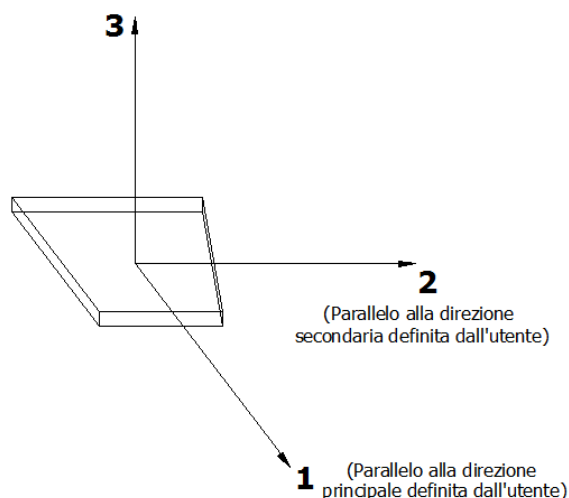 3
2
(Parallelo alla direzione
secondaria definita dall'utente)
1
(Parallelo alla direzione
principale definita dall'utente)